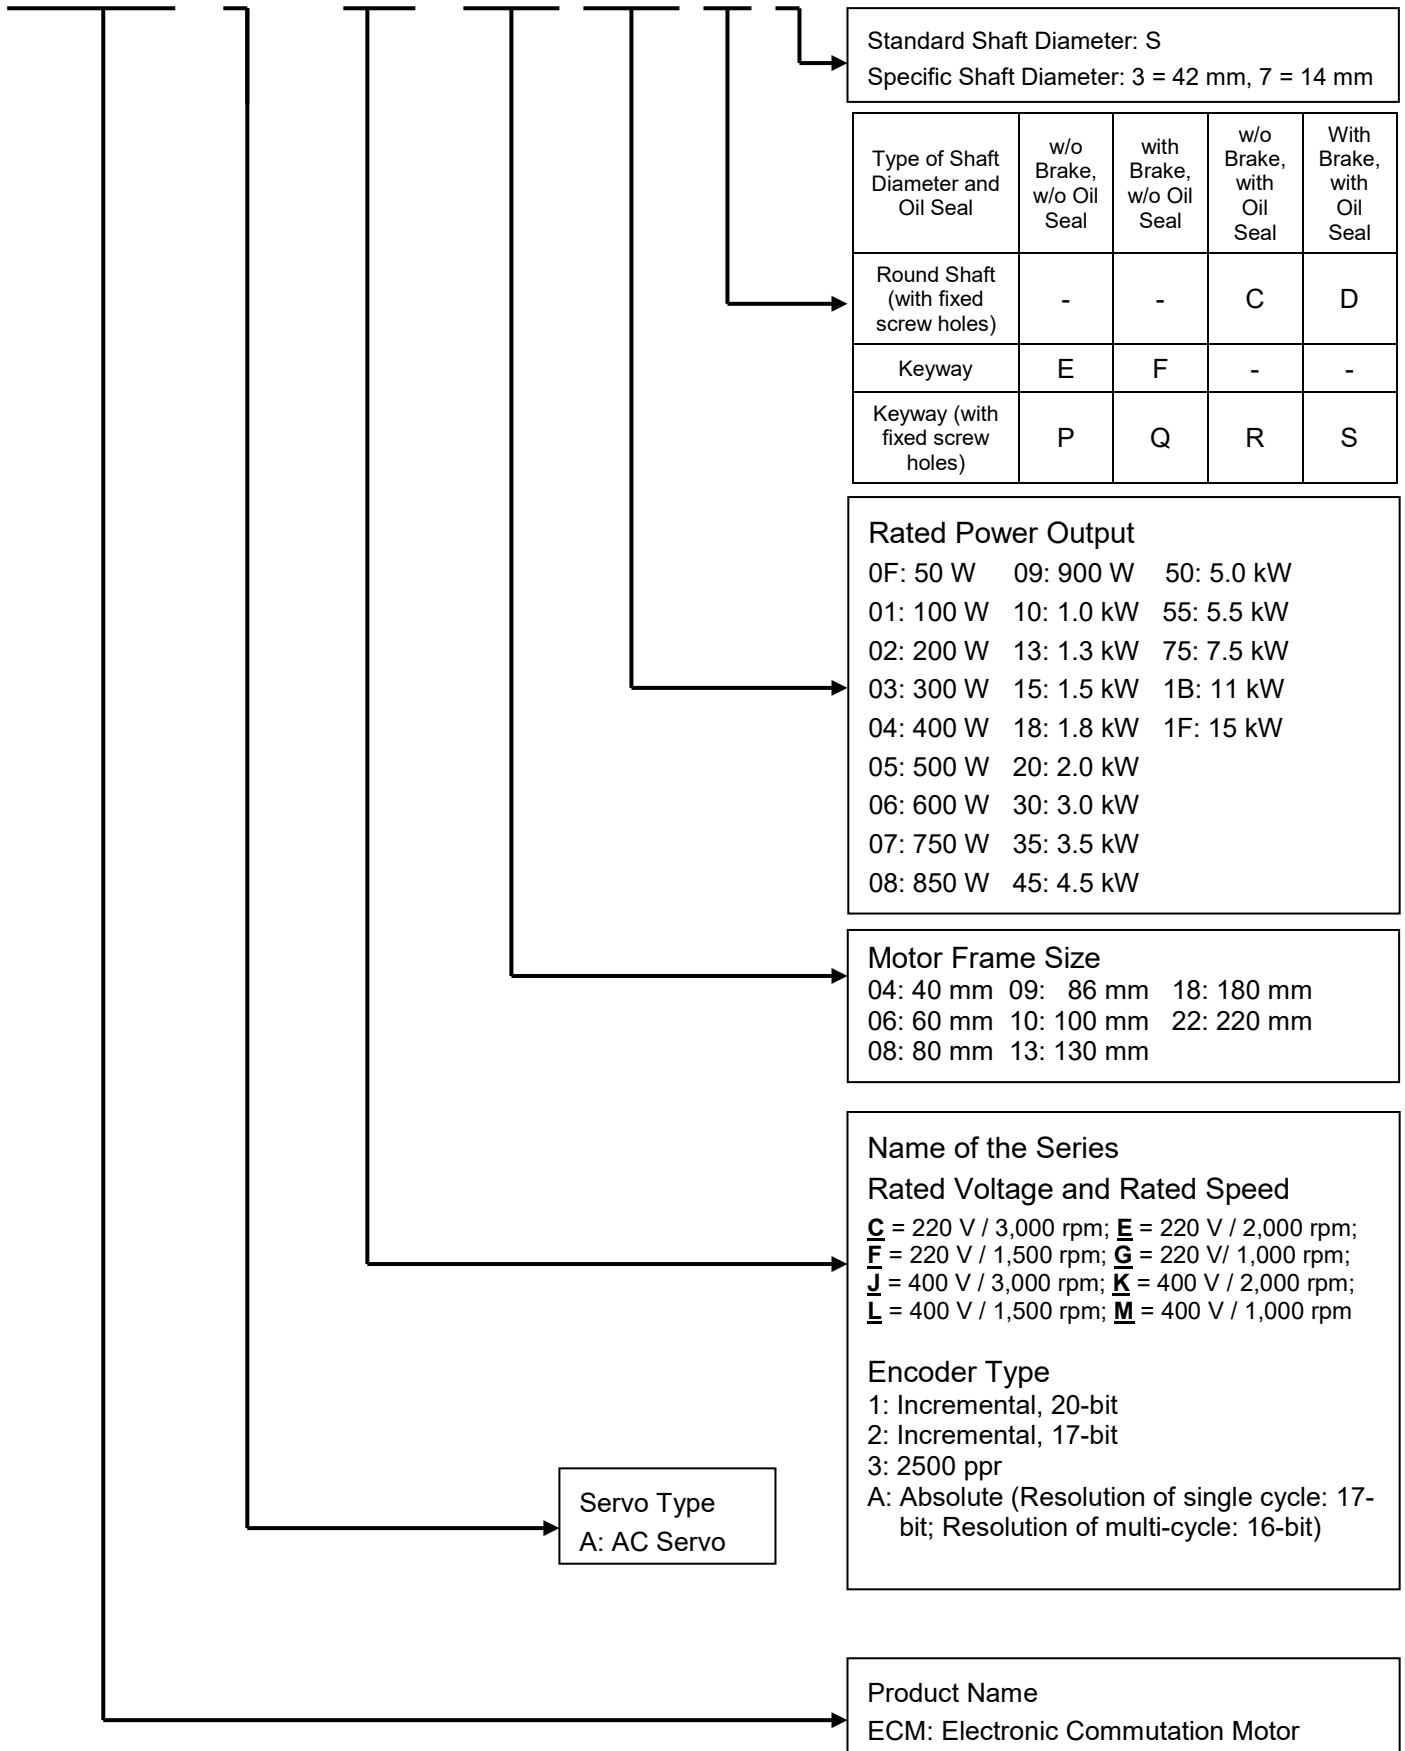 Standard Shaft Diameter: S
Specific Shaft Diameter: 3 = 42 mm, 7 = 14 mm
Type of Shaft Diameter and Oil Seal | w/o Brake, w/o Oil Seal | with Brake, w/o Oil Seal | w/o Brake, with Oil Seal | With Brake, with Oil Seal
Round Shaft (with fixed screw holes) | - | - | C | D
Keyway | E | F | - | -
Keyway (with fixed screw holes) | P | Q | R | S
Rated Power Output
0F: 50 W 09: 900 W 50: 5.0 kW
01: 100 W 10: 1.0 kW 55: 5.5 kW
02: 200 W 13: 1.3 kW 75: 7.5 kW
03: 300 W 15: 1.5 kW 1B: 11 kW
04: 400 W 18: 1.8 kW 1F: 15 kW
05: 500 W 20: 2.0 kW
06: 600 W 30: 3.0 kW
07: 750 W 35: 3.5 kW
08: 850 W 45: 4.5 kW
Motor Frame Size
04: 40 mm 09: 86 mm 18: 180 mm
06: 60 mm 10: 100 mm 22: 220 mm
08: 80 mm 13: 130 mm
Name of the Series
Rated Voltage and Rated Speed
C = 220 V / 3,000 rpm; E = 220 V / 2,000 rpm;
F = 220 V / 1,500 rpm; G = 220 V/ 1,000 rpm;
J = 400 V / 3,000 rpm; K = 400 V / 2,000 rpm;
L = 400 V / 1,500 rpm; M = 400 V / 1,000 rpm
Encoder Type
1: Incremental, 20-bit
2: Incremental, 17-bit
3: 2500 ppr
A: Absolute (Resolution of single cycle: 17-
bit; Resolution of multi-cycle: 16-bit)
Servo Type
A: AC Servo
Product Name
ECM: Electronic Commutation Motor